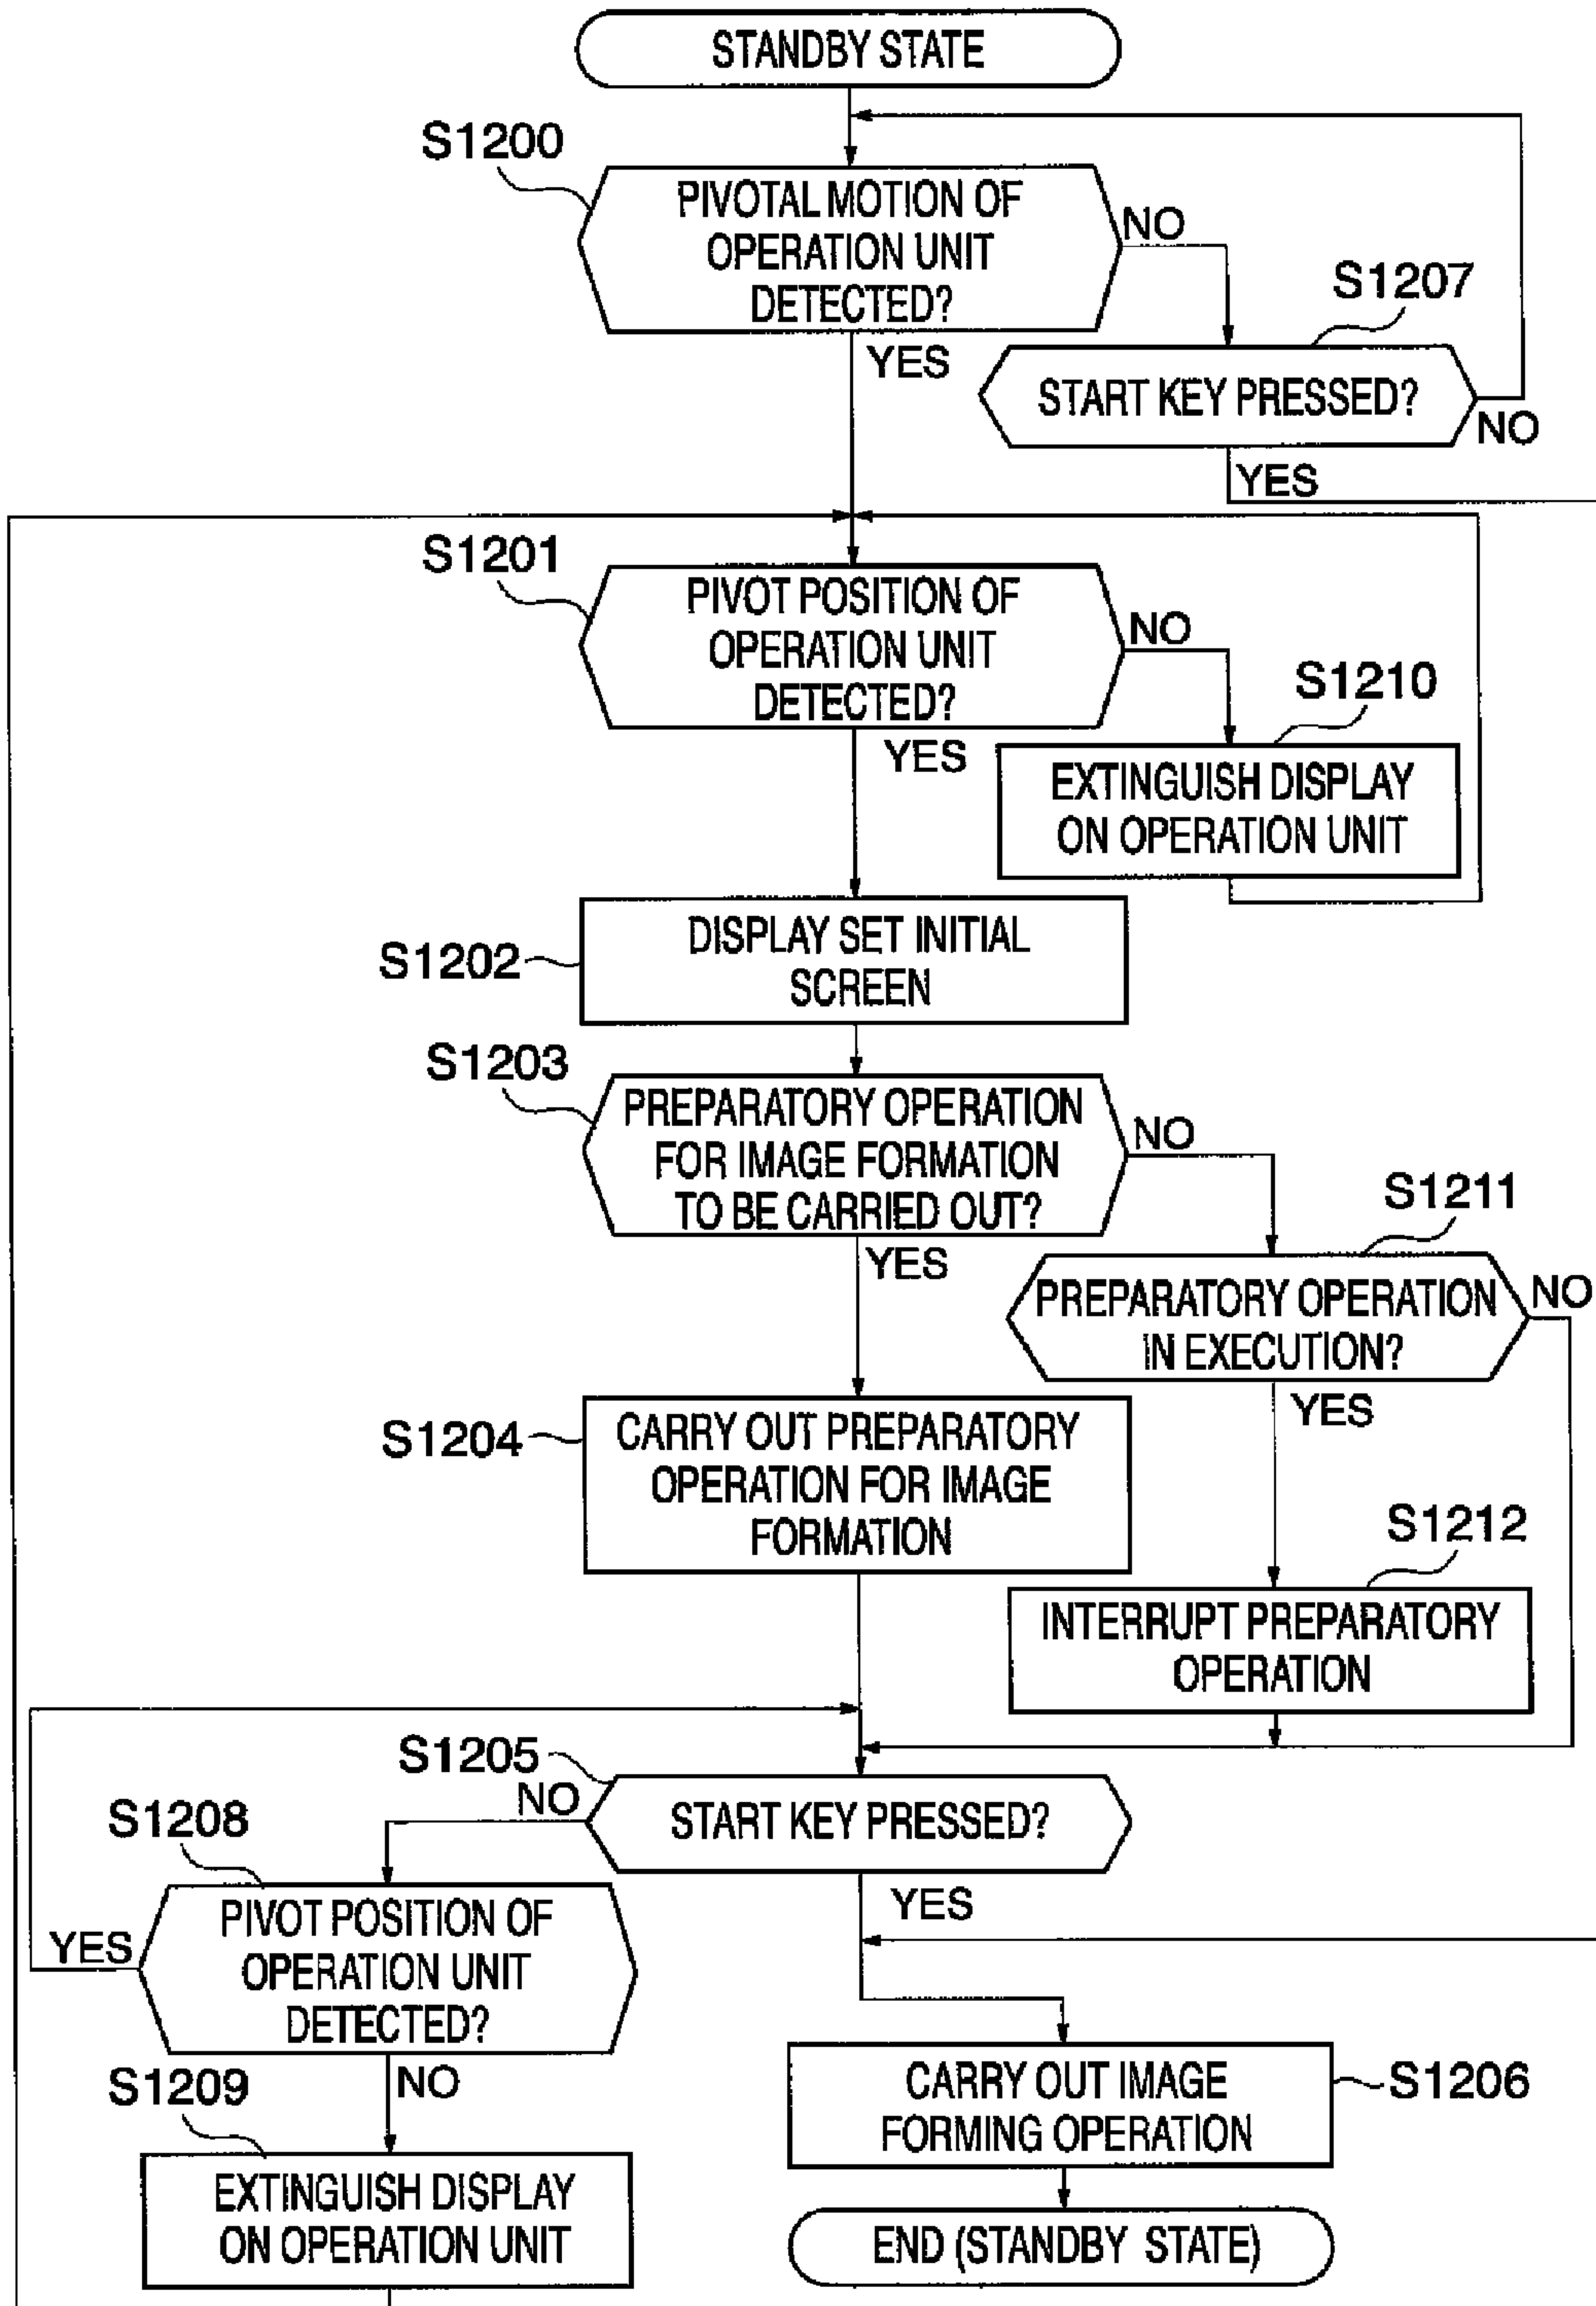 STANDBY STATE
S1200
PIVOTAL MOTION OF
OPERATION UNIT
DETECTED?
NO
YES
S1207
START KEY PRESSED?
NO
YES
S1201
PIVOT POSITION OF
OPERATION UNIT
DETECTED?
NO
YES
S1210
EXTINGUISH DISPLAY
ON OPERATION UNIT
S1202
DISPLAY SET INITIAL
SCREEN
S1203
PREPARATORY OPERATION
FOR IMAGE FORMATION
TO BE CARRIED OUT?
NO
YES
S1211
PREPARATORY OPERATION
IN EXECUTION?
NO
YES
S1204
CARRY OUT PREPARATORY
OPERATION FOR IMAGE
FORMATION
S1212
INTERRUPT PREPARATORY
OPERATION
S1205
START KEY PRESSED?
NO
YES
S1208
PIVOT POSITION OF
OPERATION UNIT
DETECTED?
YES
NO
S1209
EXTINGUISH DISPLAY
ON OPERATION UNIT
CARRY OUT IMAGE
FORMING OPERATION
S1206
END (STANDBY STATE)